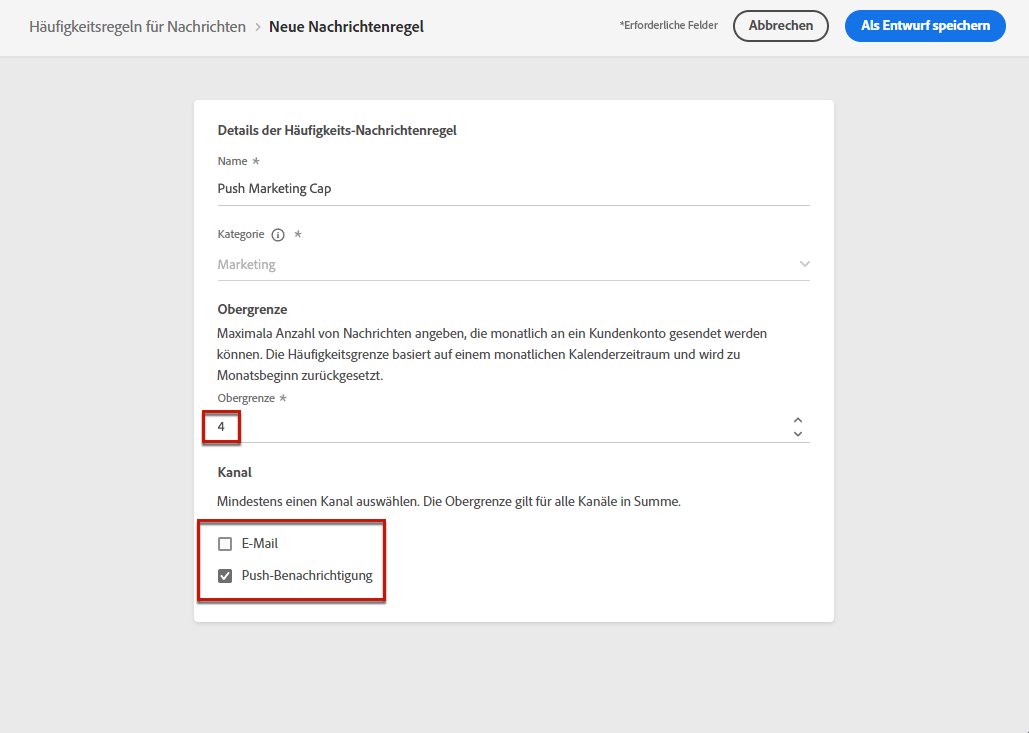 Häufigkeitsregeln für Nachrichten > Neue Nachrichtenregel
*Erforderliche Felder
Abbrechen
Als Entwurf speichern
Details der Häufigkeits-Nachrichtenregel
Name *
Push Marketing Cap
Kategorie *
Marketing
Obergrenze
Maximala Anzahl von Nachrichten angeben, die monatlich an ein Kundenkonto gesendet werden
können. Die Häufigkeitsgrenze basiert auf einem monatlichen Kalenderzeitraum und wird zu
Monatsbeginn zurückgesetzt.
Obergrenze *
4
Kanal
Mindestens einen Kanal auswählen. Die Obergrenze gilt für alle Kanäle in Summe.
E-Mail
Push-Benachrichtigung